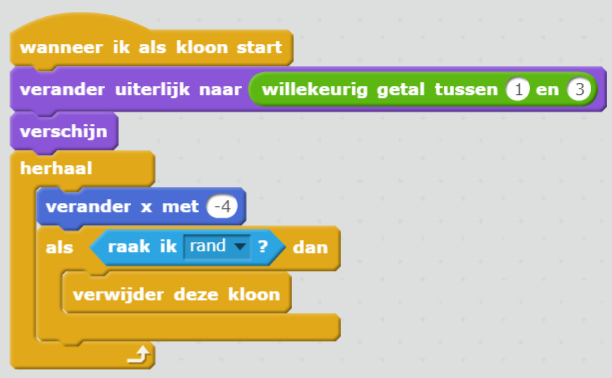 wanneer ik als kloon start
verander uiterlijk naar willekeurig getal tussen 1 en 3
verschijn
herhaal
verander x met -4
als raak ik rand ? dan
verwijder deze kloon